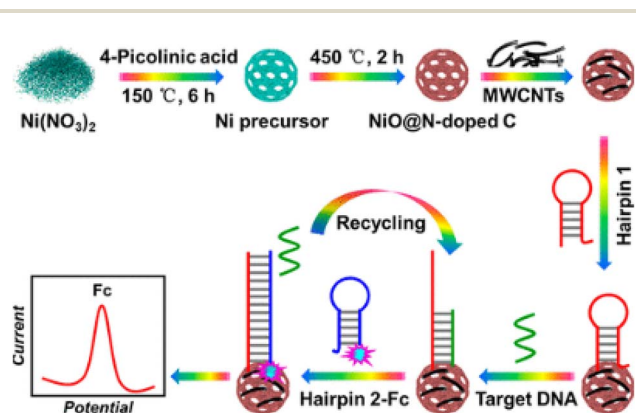 4-Picolinic acid
450 ℃, 2 h
150 ℃, 6 h
MWCNTs
Ni(NO3)2
Ni precursor
NiO@N-doped C
Hairpin 1
Recycling
Fc
Current
Potential
Hairpin 2-Fc
Target DNA